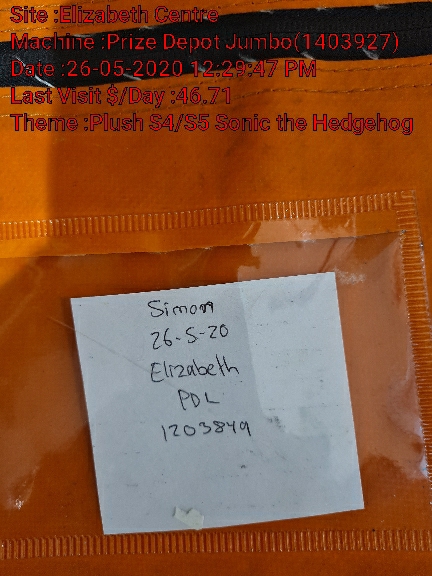 Site :Elizabeth Centre
Machine :Prize Depot Jumbo(1403927)
Date :26-05-2020 12:29:47 PM
Last Visit $/Day :46.71
Theme :Plush S4/S5 Sonic the Hedgehog
Simon
26-5-20
Elizabeth
PDL
1203849